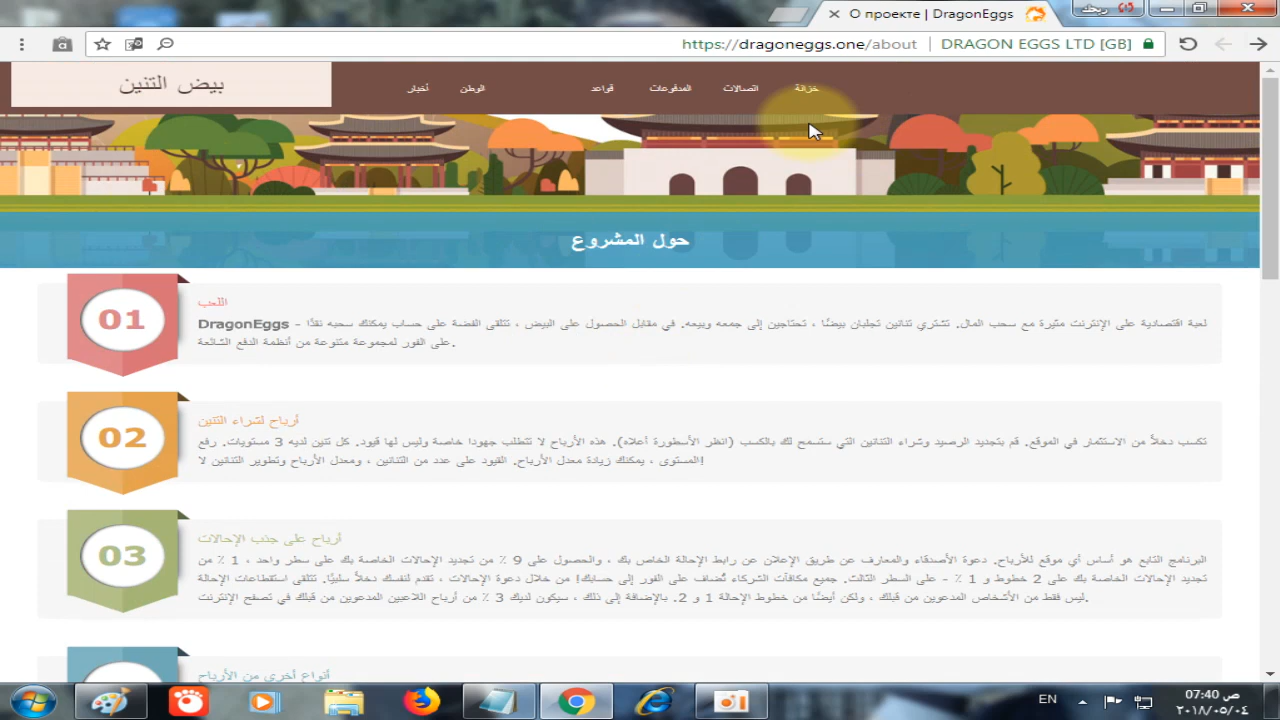 О проекте | DragonEggs
ربحك
https://dragoneggs.one/about
DRAGON EGGS LTD [GB]
بيض التنين
أخبار
الوطن
قواعد
المدفوعات
اتصالات
خزانة
حول المشروع
01
اللعب
DragonEggs - لعبة اقتصادية على الإنترنت مثيرة مع سحب المال. تشتري تنانين تجلبان بيضًا ، تحتاجين إلى جمعه وبيعه. في مقابل الحصول على البيض ، تتلقى الفضة على حساب يمكنك سحبه نقدًا
على الفور لمجموعة متنوعة من أنظمة الدفع الشائعة.
02
أرباح لشراء التنين
تكسب دخلاً من الاستثمار في الموقع. قم بتجديد الرصيد وشراء التنانين التي ستسمح لك بالكسب (انظر الأسطورة أعلاه). هذه الأرباح لا تتطلب جهودا خاصة وليس لها قيود. كل تنين لديه 3 مستويات. رفع
المستوى ، يمكنك زيادة معدل الأرباح. القيود على عدد من التنانين ، ومعدل الأرباح وتطوير التنانين لا!
03
أرباح على جذب الإحالات
البرنامج التابع هو أساس أي موقع للأرباح. دعوة الأصدقاء والمعارف عن طريق الإعلان عن رابط الإحالة الخاص بك ، والحصول على 9 ٪ من تجديد الإحالات الخاصة بك على سطر واحد ، 1 ٪ من
تجديد الإحالات الخاصة بك على 2 خطوط و 1 ٪ - على السطر الثالث. جميع مكافآت الشركاء تُضاف على الفور إلى حسابك! من خلال دعوة الإحالات ، تقدم لنفسك دخلاً سلبيًا. تتلقى استقطاعات الإحالة
ليس فقط من الأشخاص المدعوين من قبلك ، ولكن أيضًا من خطوط الإحالة 1 و 2. بالإضافة إلى ذلك ، سيكون لديك 3 ٪ من أرباح اللاعبين المدعوين من قبلك في تصفح الإنترنت.
أنواع أخرى من الأرباح
EN
07:40 ص
٢٠١٨/٠٥/٠٤